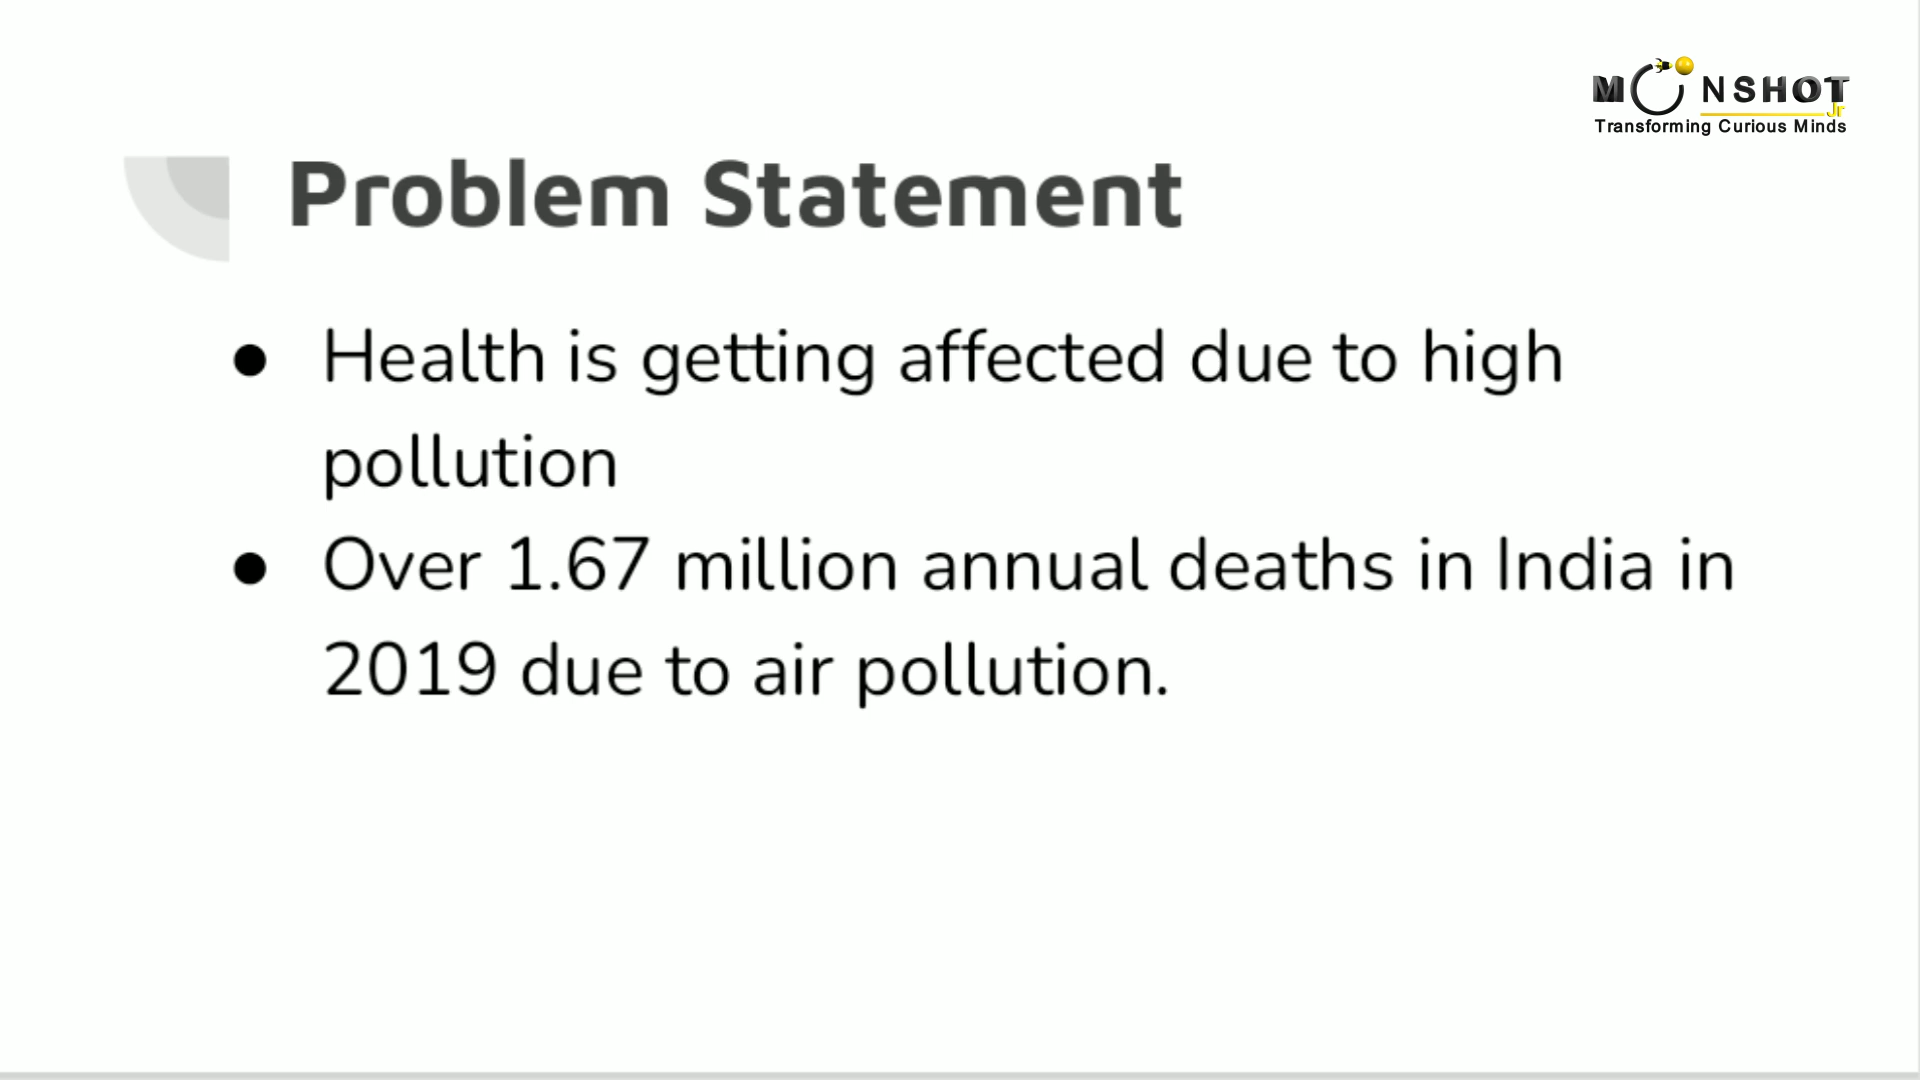 MOONSHOT
Jr
Transforming Curious Minds
Problem Statement
● Health is getting affected due to high
pollution
● Over 1.67 million annual deaths in India in
2019 due to air pollution.